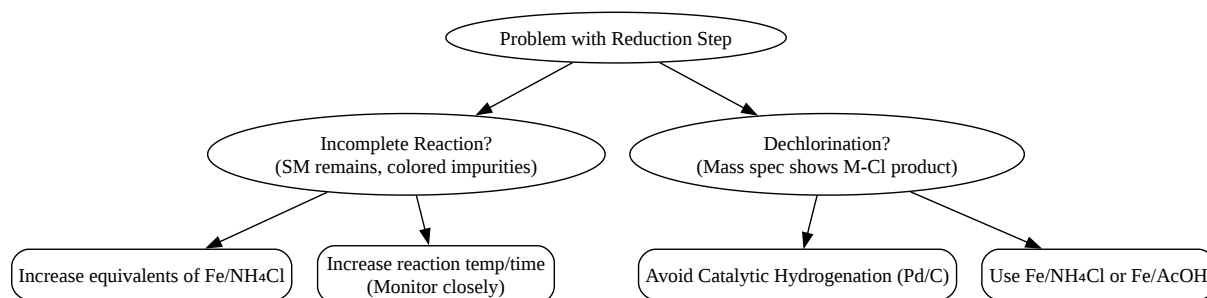 Problem with Reduction Step
Incomplete Reaction?
(SM remains, colored impurities)
Dechlorination?
(Mass spec shows M-Cl product)
Increase equivalents of Fe/NH₄Cl
Increase reaction temp/time
(Monitor closely)
Avoid Catalytic Hydrogenation (Pd/C)
Use Fe/NH₄Cl or Fe/AcOH